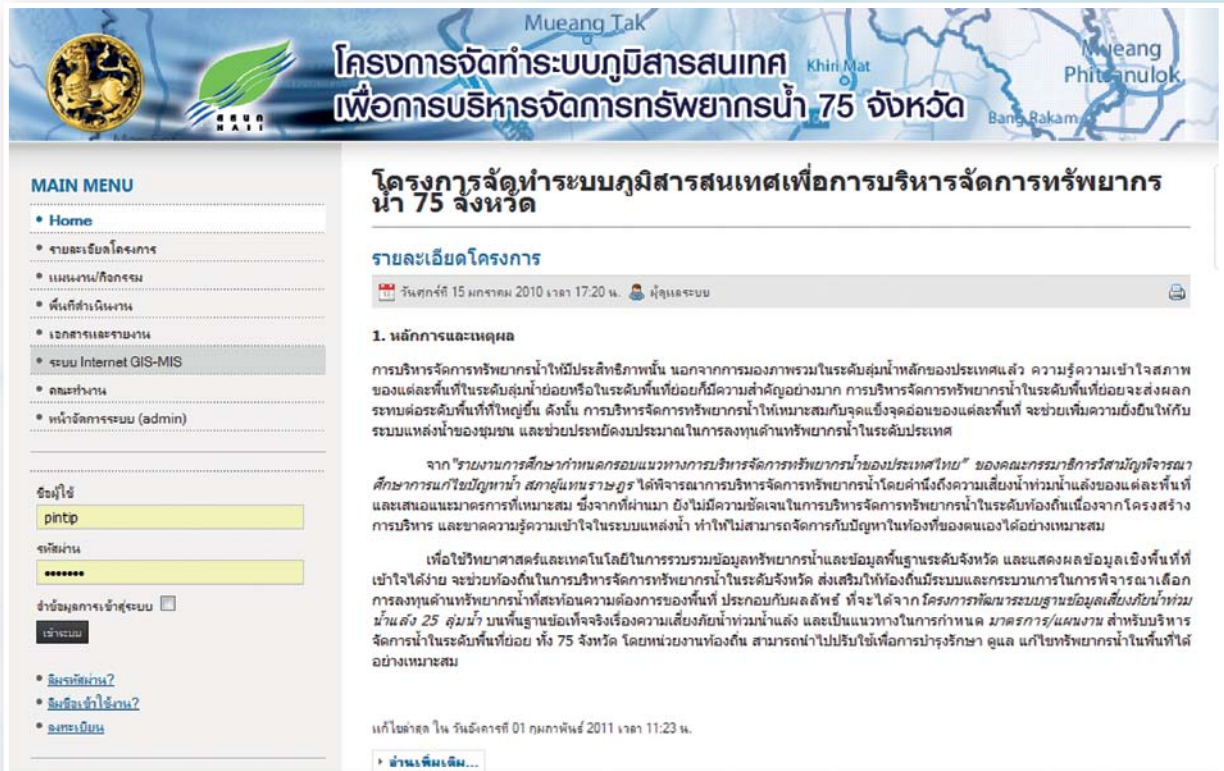 Mueang Tak
Khiri Mat
Mueang Phitsanulok
Bang Rakam
สสนก
HAII
โครงการจัดทำระบบภูมิสารสนเทศ
เพื่อการบริหารจัดการทรัพยากรน้ำ 75 จังหวัด
MAIN MENU
Home
รายละเอียดโครงการ
แผนงาน/กิจกรรม
พื้นที่ดำเนินงาน
เอกสารและรายงาน
ระบบ Internet GIS-MIS
คณะทำงาน
หน้าจัดการระบบ (admin)
ชื่อผู้ใช้
pintip
รหัสผ่าน
•••••••
จำข้อมูลการเข้าสู่ระบบ
เข้าระบบ
ลืมรหัสผ่าน?
ลืมชื่อเข้าใช้งาน?
ลงทะเบียน
โครงการจัดทำระบบภูมิสารสนเทศเพื่อการบริหารจัดการทรัพยากร
น้ำ 75 จังหวัด
รายละเอียดโครงการ
วันศุกร์ที่ 15 มกราคม 2010 เวลา 17:20 น. ผู้ดูแลระบบ
1. หลักการและเหตุผล
การบริหารจัดการทรัพยากรน้ำให้มีประสิทธิภาพนั้น นอกจากการมองภาพรวมในระดับลุ่มน้ำหลักของประเทศแล้ว ความรู้ความเข้าใจสภาพ
ของแต่ละพื้นที่ในระดับลุ่มน้ำย่อยหรือในระดับพื้นที่ย่อยก็มีความสำคัญอย่างมาก การบริหารจัดการทรัพยากรน้ำในระดับพื้นที่ย่อยจะส่งผลก
ระทบต่อระดับพื้นที่ที่ใหญ่ขึ้น ดังนั้น การบริหารจัดการทรัพยากรน้ำให้เหมาะสมกับจุดแข็งจุดอ่อนของแต่ละพื้นที่ จะช่วยเพิ่มความยั่งยืนให้กับ
ระบบแหล่งน้ำของชุมชน และช่วยประหยัดงบประมาณในการลงทุนด้านทรัพยากรน้ำในระดับประเทศ
จาก "รายงานการศึกษากำหนดกรอบแนวทางการบริหารจัดการทรัพยากรน้ำของประเทศไทย" ของคณะกรรมาธิการวิสามัญพิจารณา
ศึกษาการแก้ไขปัญหาน้ำ สภาผู้แทนราษฎร ได้พิจารณาการบริหารจัดการทรัพยากรน้ำโดยคำนึงถึงความเสี่ยงน้ำท่วมน้ำแล้งของแต่ละพื้นที่
และเสนอแนะมาตรการที่เหมาะสม ซึ่งจากที่ผ่านมา ยังไม่มีความชัดเจนในการบริหารจัดการทรัพยากรน้ำในระดับท้องถิ่นเนื่องจากโครงสร้าง
การบริหาร และขาดความรู้ความเข้าใจในระบบแหล่งน้ำ ทำให้ไม่สามารถจัดการกับปัญหาในท้องที่ของตนเองได้อย่างเหมาะสม
เพื่อใช้วิทยาศาสตร์และเทคโนโลยีในการรวบรวมข้อมูลทรัพยากรน้ำและข้อมูลพื้นฐานระดับจังหวัด และแสดงผลข้อมูลเชิงพื้นที่ที่
เข้าใจได้ง่าย จะช่วยท้องถิ่นในการบริหารจัดการทรัพยากรน้ำในระดับจังหวัด ส่งเสริมให้ท้องถิ่นมีระบบและกระบวนการในการพิจารณาเลือก
การลงทุนด้านทรัพยากรน้ำที่สะท้อนความต้องการของพื้นที่ ประกอบกับผลลัพธ์ ที่จะได้จากโครงการพัฒนาระบบฐานข้อมูลเสี่ยงภัยน้ำท่วม
น้ำแล้ง 25 ลุ่มน้ำ บนพื้นฐานข้อเท็จจริงเรื่องความเสี่ยงภัยน้ำท่วมน้ำแล้ง และเป็นแนวทางในการกำหนด มาตรการ/แผนงาน สำหรับบริหาร
จัดการน้ำในระดับพื้นที่ย่อย ทั้ง 75 จังหวัด โดยหน่วยงานท้องถิ่น สามารถนำไปปรับใช้เพื่อการบำรุงรักษา ดูแล แก้ไขทรัพยากรน้ำในพื้นที่ได้
อย่างเหมาะสม
แก้ไขล่าสุด ใน วันอังคารที่ 01 กุมภาพันธ์ 2011 เวลา 11:23 น.
อ่านเพิ่มเติม...